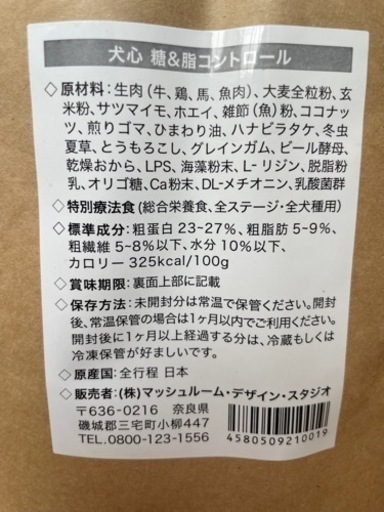 犬心 糖&脂コントロール
◇原材料：生肉（牛、鶏、馬、魚肉）、大麦全粒粉、玄
米粉、サツマイモ、ホエイ、雑節（魚）粉、ココナッ
ツ、煎りゴマ、ひまわり油、ハナビラタケ、冬虫
夏草、とうもろこし、グレインガム、ビール酵母、
乾燥おから、LPS、海藻粉末、L-リジン、脱脂粉
乳、オリゴ糖、Ca粉末、DL-メチオニン、乳酸菌群
◇特別療法食（総合栄養食、全ステージ・全犬種用）
◇標準成分：粗蛋白 23~27%、粗脂肪 5~9%、
粗繊維 5~8%以下、水分 10%以下、
カロリー 325kcal/100g
◇賞味期限：裏面上部に記載
◇保存方法：未開封分は常温で保管ください。開封
後、常温保管の場合は1ヶ月以内でご利用ください。
開封後に1ヶ月以上経過する分は、冷蔵もしくは
冷凍保管が好ましいです。
◇原産国：全行程 日本
◇販売者：(株)マッシュルーム・デザイン・スタジオ
〒636-0216 奈良県
磯城郡三宅町小柳447
TEL.0800-123-1556
4580509210019